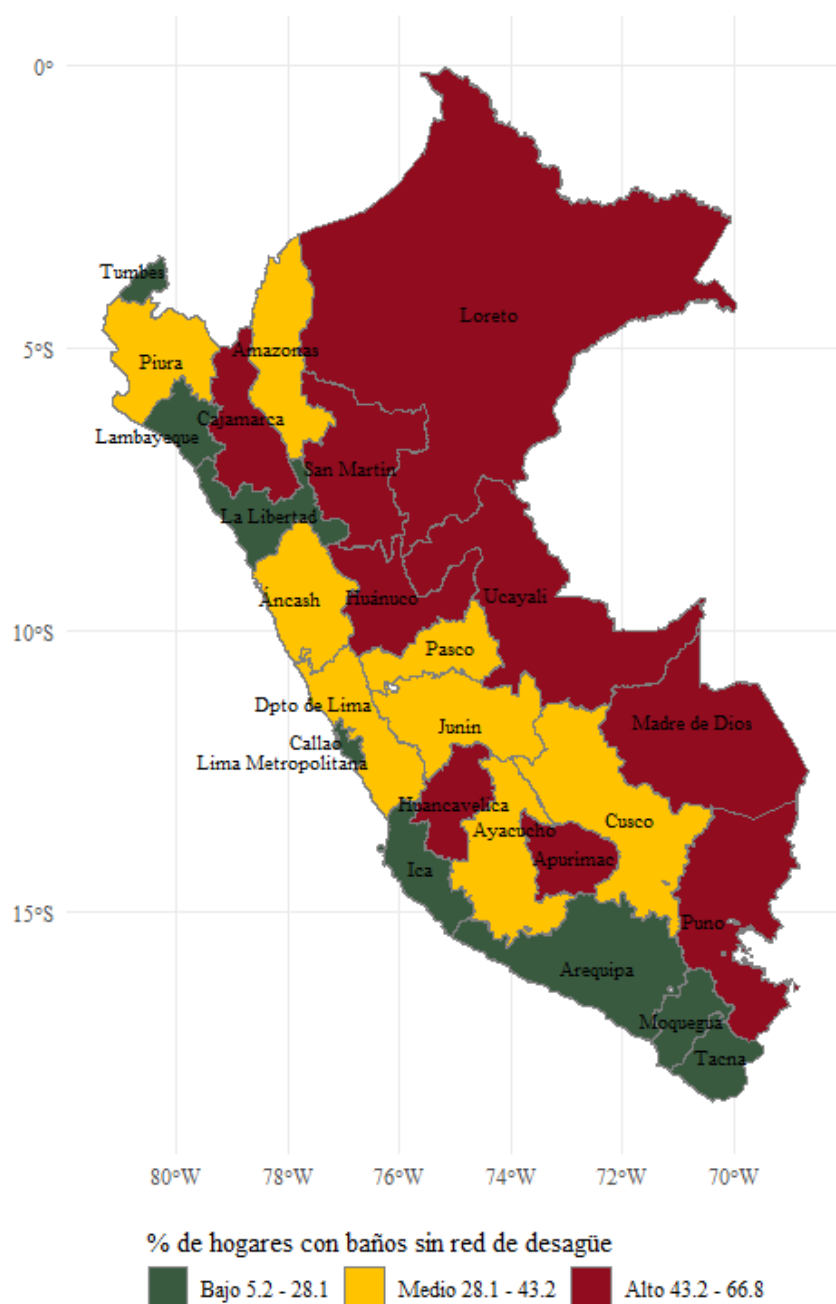 0°
Tumbes
Loreto
5°S
Amazonas
Piura
Cajamarca
Lambayeque
San Martín
La Libertad
Áncash
Huánuco
Ucayali
10°S
Pasco
Dpto de Lima
Junín
Madre de Dios
Callao
Lima Metropolitana
Huancavelica
Cusco
Ayacucho
Apurímac
Ica
15°S
Puno
Arequipa
Moquegua
Tacna
80°W 78°W 76°W 74°W 72°W 70°W
% de hogares con baños sin red de desagüe
Bajo 5.2 - 28.1 Medio 28.1 - 43.2 Alto 43.2 - 66.8